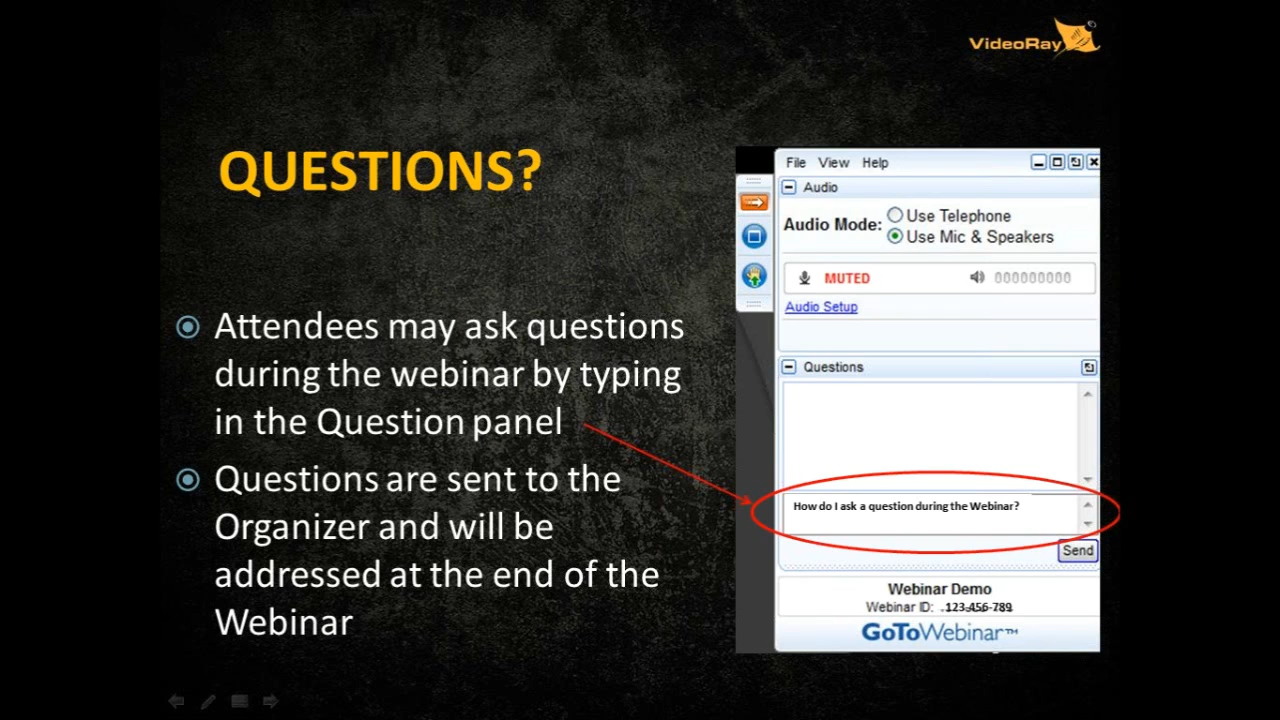 VideoRay
QUESTIONS?
Attendees may ask questions
during the webinar by typing
in the Question panel
Questions are sent to the
Organizer and will be
addressed at the end of the
Webinar
File View Help
Audio
Audio Mode:
Use Telephone
Use Mic & Speakers
MUTED
000000000
Audio Setup
Questions
How do I ask a question during the Webinar?
Send
Webinar Demo
Webinar ID: 123-456-789
GoToWebinar™